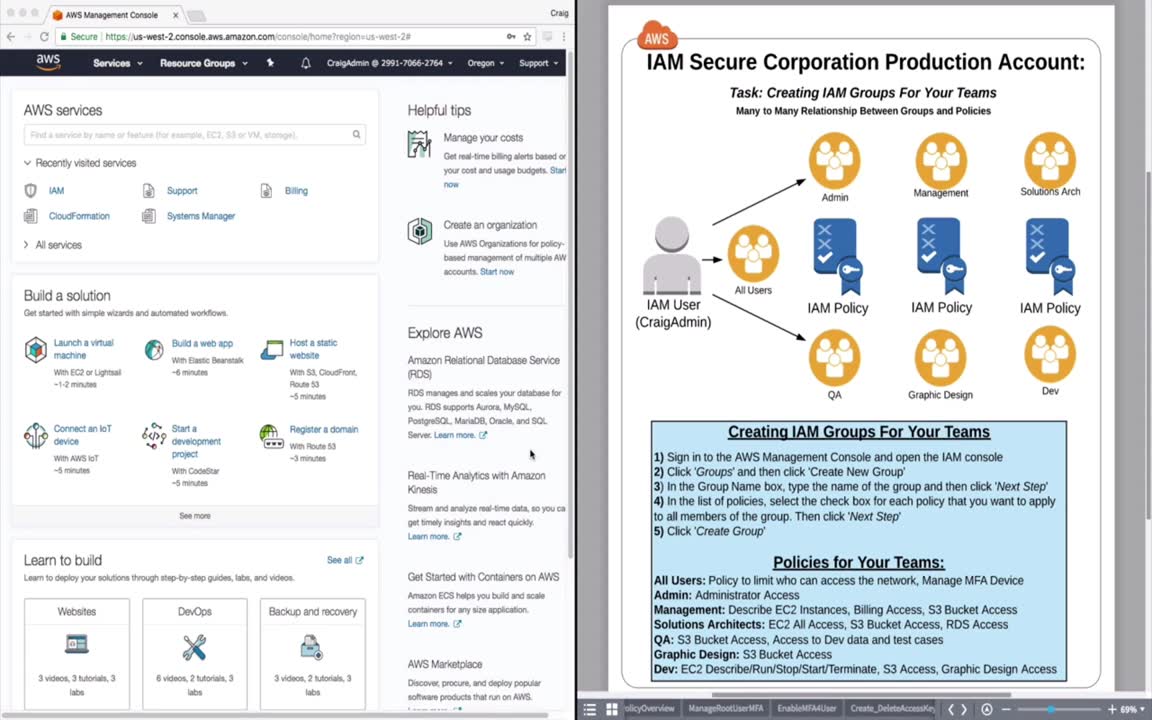 AWS Management Console
Craig
Secure
https://us-west-2.console.aws.amazon.com/console/home?region=us-west-2#
aws
Services
Resource Groups
CraigAdmin @ 2991-7066-2764
Oregon
Support
AWS services
Find a service by name or feature (for example, EC2, S3 or VM, storage).
Recently visited services
IAM
Support
Billing
CloudFormation
Systems Manager
All services
Build a solution
Get started with simple wizards and automated workflows.
Launch a virtual
machine
With EC2 or Lightsail
~1-2 minutes
Build a web app
With Elastic Beanstalk
~6 minutes
Host a static
website
With S3, CloudFront,
Route 53
~5 minutes
Connect an IoT
device
With AWS IoT
~5 minutes
Start a
development
project
With CodeStar
~5 minutes
Register a domain
With Route 53
~3 minutes
See more
Learn to build
See all
Learn to deploy your solutions through step-by-step guides, labs, and videos.
Websites
3 videos, 3 tutorials, 3
labs
DevOps
6 videos, 2 tutorials, 3
labs
Backup and recovery
3 videos, 2 tutorials, 3
labs
Helpful tips
Manage your costs
Get real-time billing alerts based on
your cost and usage budgets. Start
now
Create an organization
Use AWS Organizations for policy-
based management of multiple AW
accounts. Start now
Explore AWS
Amazon Relational Database Service
(RDS)
RDS manages and scales your database for
you. RDS supports Aurora, MySQL,
PostgreSQL, MariaDB, Oracle, and SQL
Server. Learn more.
Real-Time Analytics with Amazon
Kinesis
Stream and analyze real-time data, so you ca
get timely insights and react quickly.
Learn more.
Get Started with Containers on AWS
Amazon ECS helps you build and scale
containers for any size application.
Learn more.
AWS Marketplace
Discover, procure, and deploy popular
software products that run on AWS.
AWS
IAM Secure Corporation Production Account:
Task: Creating IAM Groups For Your Teams
Many to Many Relationship Between Groups and Policies
Admin
Management
Solutions Arch
IAM User
(CraigAdmin)
All Users
IAM Policy
IAM Policy
IAM Policy
QA
Graphic Design
Dev
Creating IAM Groups For Your Teams
1) Sign in to the AWS Management Console and open the IAM console
2) Click 'Groups' and then click 'Create New Group'
3) In the Group Name box, type the name of the group and then click 'Next Step'
4) In the list of policies, select the check box for each policy that you want to apply
to all members of the group. Then click 'Next Step'
5) Click 'Create Group'
Policies for Your Teams:
All Users: Policy to limit who can access the network, Manage MFA Device
Admin: Administrator Access
Management: Describe EC2 Instances, Billing Access, S3 Bucket Access
Solutions Architects: EC2 All Access, S3 Bucket Access, RDS Access
QA: S3 Bucket Access, Access to Dev data and test cases
Graphic Design: S3 Bucket Access
Dev: EC2 Describe/Run/Stop/Start/Terminate, S3 Access, Graphic Design Access
olicyOverview
ManageRootUserMFA
EnableMFA4User
Create_DeleteAccessKey
69%